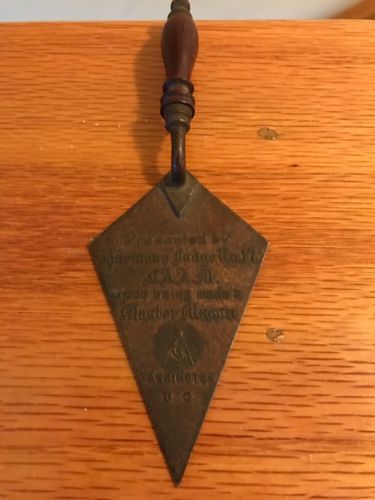 Presented by
Harmony Lodge No. 17
F.A.A.M.
Upon being made a
Master Mason
G
WASHINGTON
D. C.